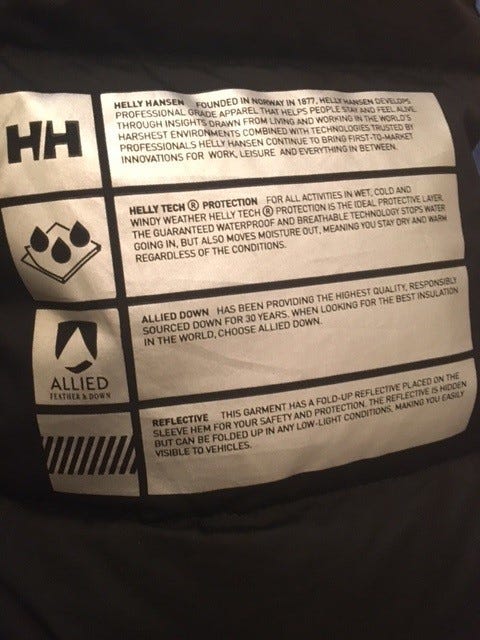 HH
HELLY HANSEN FOUNDED IN NORWAY IN 1877, HELLY HANSEN DEVELOPS
PROFESSIONAL GRADE APPAREL THAT HELPS PEOPLE STAY AND FEEL ALIVE.
THROUGH INSIGHTS DRAWN FROM LIVING AND WORKING IN THE WORLD'S
HARSHEST ENVIRONMENTS COMBINED WITH TECHNOLOGIES TRUSTED BY
PROFESSIONALS HELLY HANSEN CONTINUE TO BRING FIRST-TO-MARKET
INNOVATIONS FOR WORK, LEISURE AND EVERYTHING IN BETWEEN.
HELLY TECH ® PROTECTION FOR ALL ACTIVITIES IN WET, COLD AND
WINDY WEATHER HELLY TECH ® PROTECTION IS THE IDEAL PROTECTIVE LAYER.
THE GUARANTEED WATERPROOF AND BREATHABLE TECHNOLOGY STOPS WATER
GOING IN, BUT ALSO MOVES MOISTURE OUT, MEANING YOU STAY DRY AND WARM
REGARDLESS OF THE CONDITIONS.
ALLIED
FEATHER & DOWN
ALLIED DOWN HAS BEEN PROVIDING THE HIGHEST QUALITY, RESPONSIBLY
SOURCED DOWN FOR 30 YEARS. WHEN LOOKING FOR THE BEST INSULATION
IN THE WORLD, CHOOSE ALLIED DOWN.
REFLECTIVE THIS GARMENT HAS A FOLD-UP REFLECTIVE PLACED ON THE
SLEEVE HEM FOR YOUR SAFETY AND PROTECTION. THE REFLECTIVE IS HIDDEN
BUT CAN BE FOLDED UP IN ANY LOW-LIGHT CONDITIONS, MAKING YOU EASILY
VISIBLE TO VEHICLES.